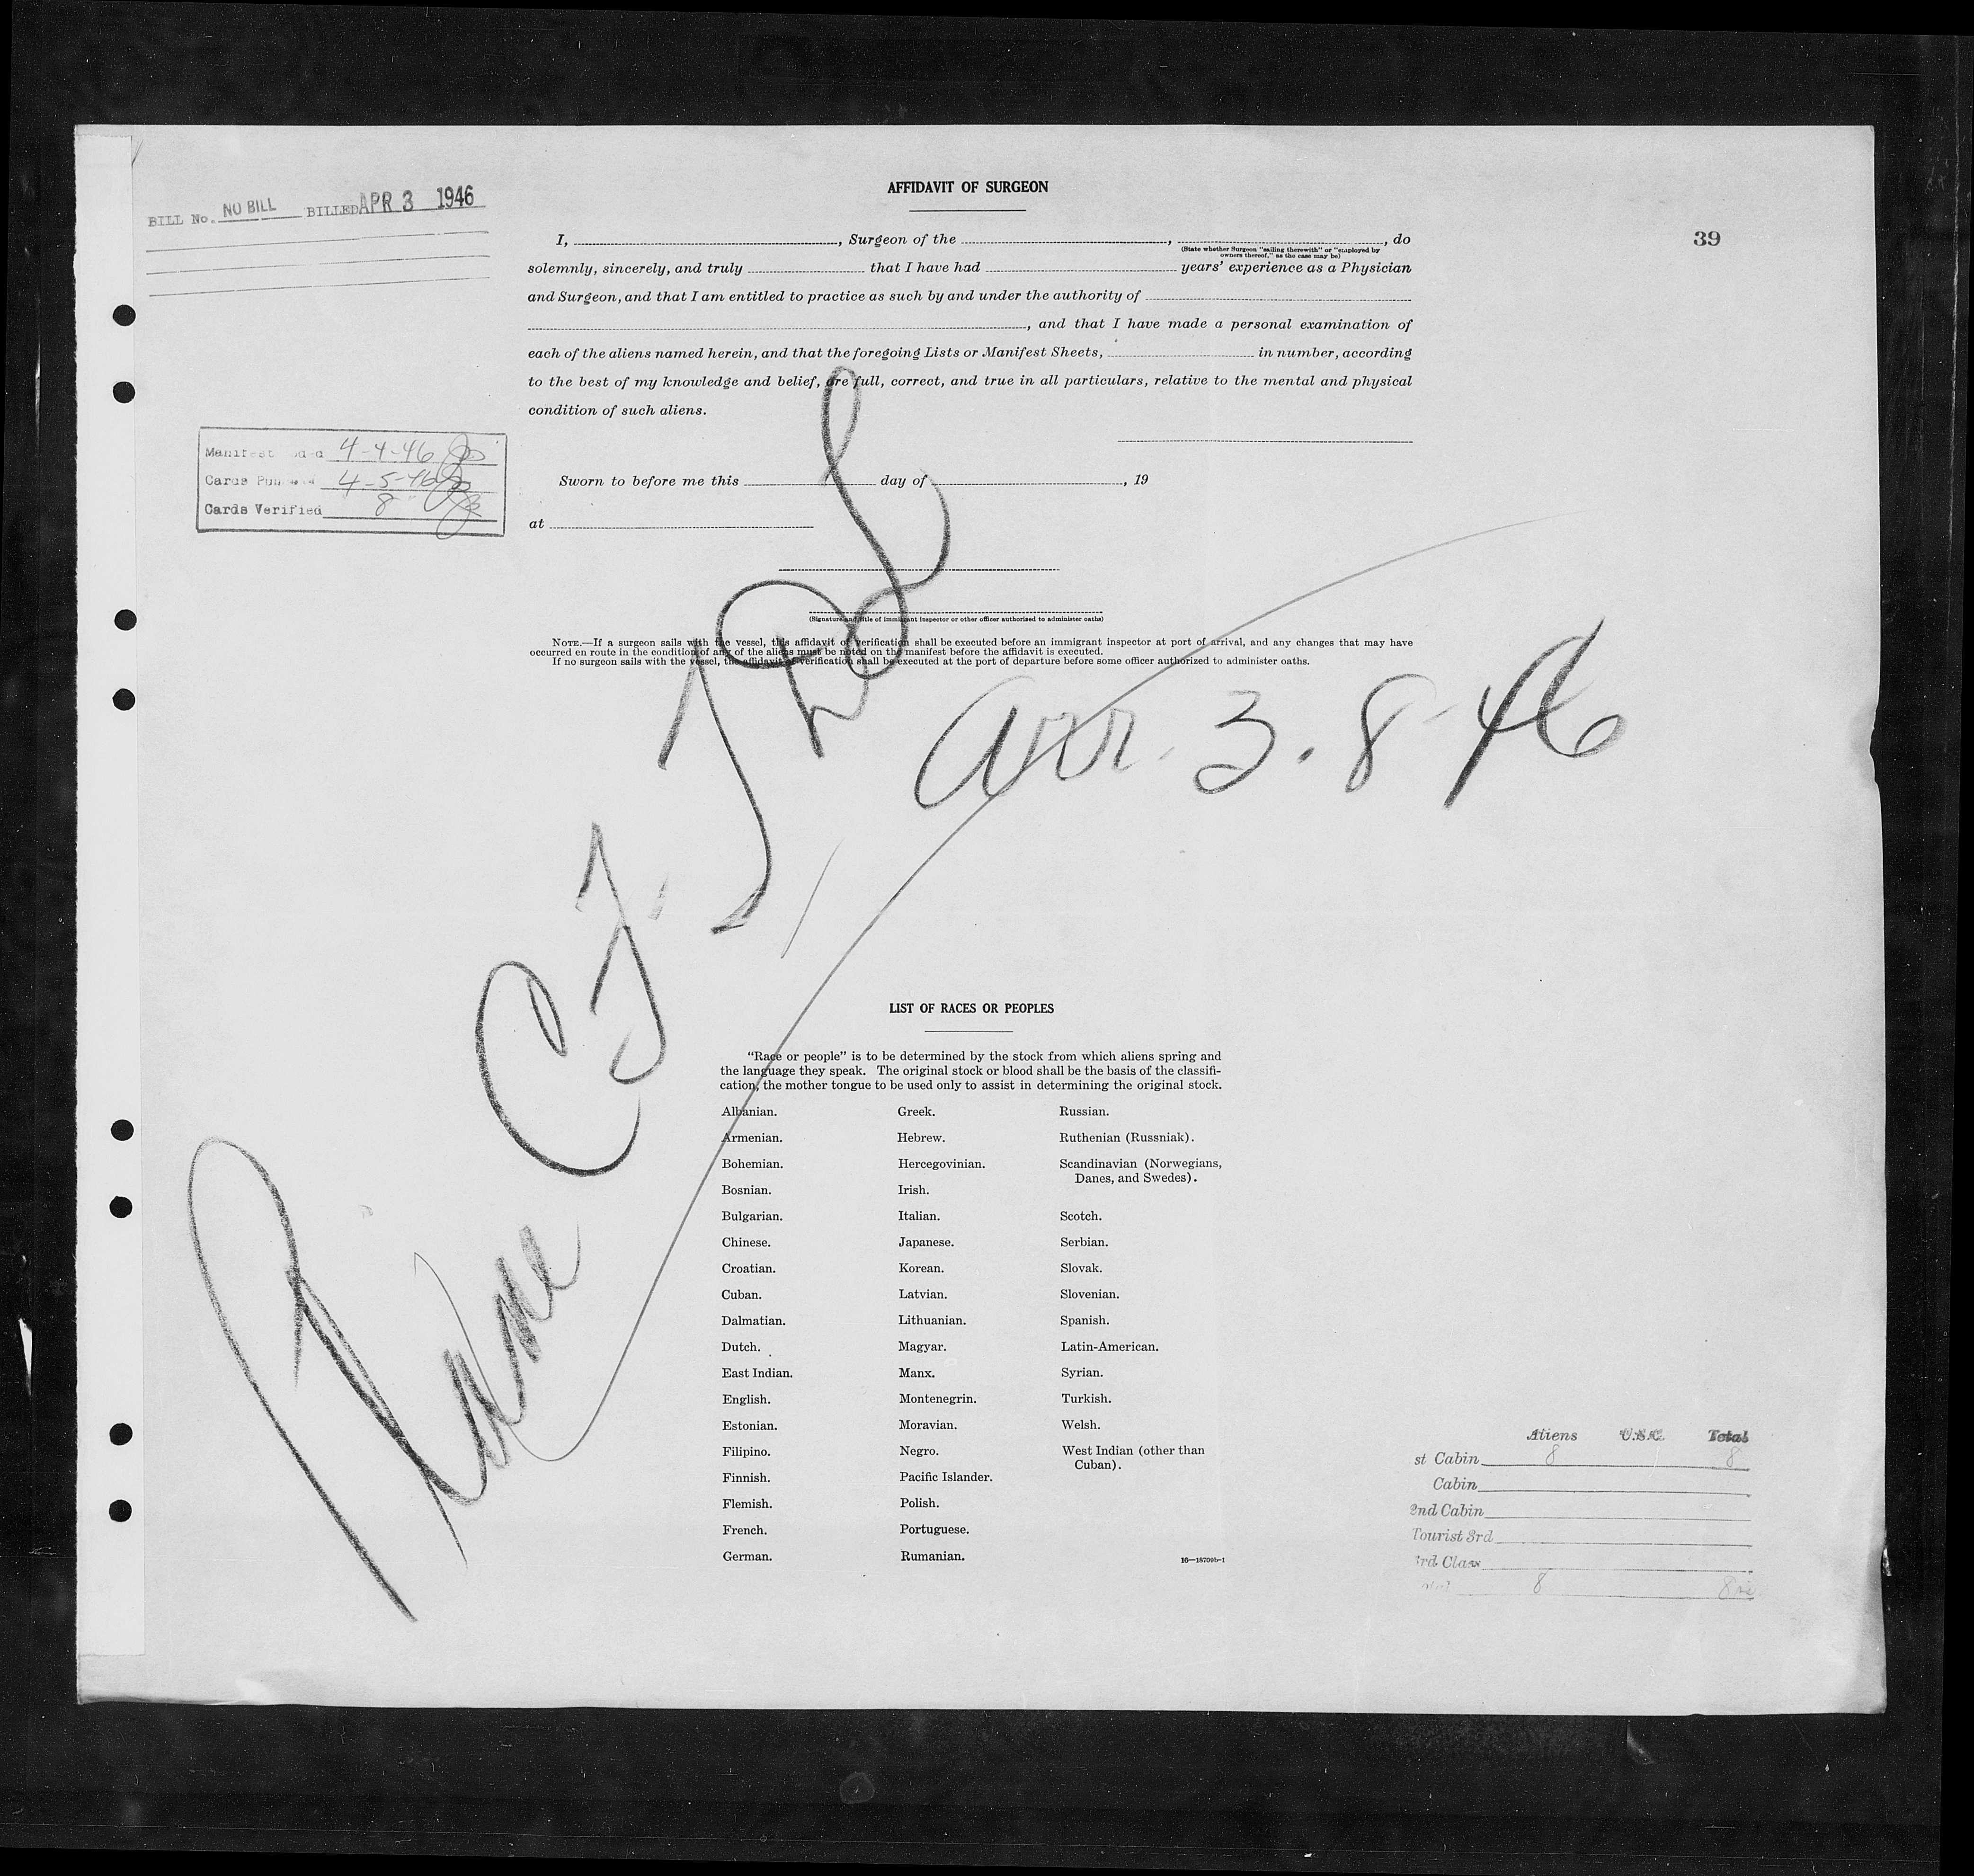 BILL No. NO BILL BILLED APR 3 1946
39
AFFIDAVIT OF SURGEON
I, , Surgeon of the , , do
(State whether Surgeon "sailing therewith" or "employed by
owners thereof," as the case may be)
solemnly, sincerely, and truly that I have had years' experience as a Physician
and Surgeon, and that I am entitled to practice as such by and under the authority of
, and that I have made a personal examination of
each of the aliens named herein, and that the foregoing Lists or Manifest Sheets, in number, according
to the best of my knowledge and belief, are full, correct, and true in all particulars, relative to the mental and physical
condition of such aliens.
Manifest 4-4-46
Cards 4-5-46
Cards Verified 8
Sworn to before me this day of , 19
at
(Signature and title of immigrant inspector or other officer authorized to administer oaths)
NOTE.—If a surgeon sails with the vessel, this affidavit of verification shall be executed before an immigrant inspector at port of arrival, and any changes that may have
occurred en route in the condition of any of the aliens must be noted on the manifest before the affidavit is executed.
If no surgeon sails with the vessel, the affidavit of verification shall be executed at the port of departure before some officer authorized to administer oaths.
arr. 3.8-46
LIST OF RACES OR PEOPLES
"Race or people" is to be determined by the stock from which aliens spring and
the language they speak. The original stock or blood shall be the basis of the classifi-
cation, the mother tongue to be used only to assist in determining the original stock.
Albanian.
Armenian.
Bohemian.
Bosnian.
Bulgarian.
Chinese.
Croatian.
Cuban.
Dalmatian.
Dutch.
East Indian.
English.
Estonian.
Filipino.
Finnish.
Flemish.
French.
German.
Greek.
Hebrew.
Hercegovinian.
Irish.
Italian.
Japanese.
Korean.
Latvian.
Lithuanian.
Magyar.
Manx.
Montenegrin.
Moravian.
Negro.
Pacific Islander.
Polish.
Portuguese.
Rumanian.
Russian.
Ruthenian (Russniak).
Scandinavian (Norwegians,
Danes, and Swedes).
Scotch.
Serbian.
Slovak.
Slovenian.
Spanish.
Latin-American.
Syrian.
Turkish.
Welsh.
West Indian (other than
Cuban).
16—18709b-1
Aliens U.S.C. Total
st Cabin 8 8
Cabin
2nd Cabin
Tourist 3rd
3rd Class
8 8